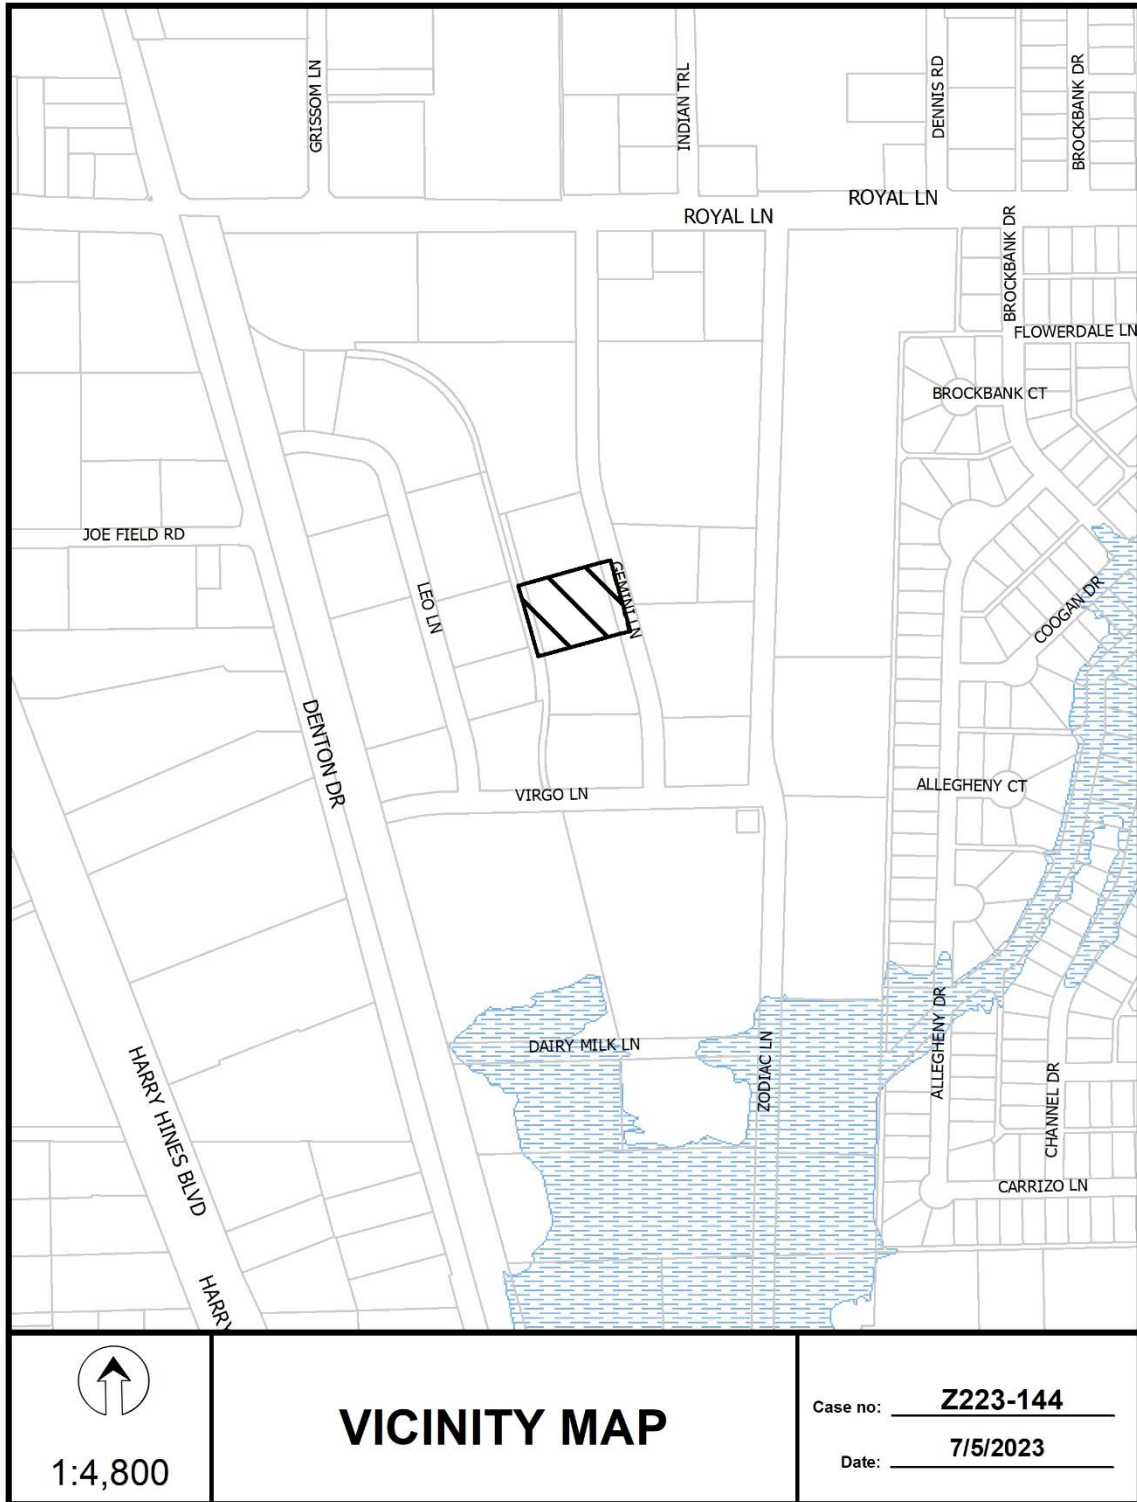 GRISSOM LN
INDIAN TRL
DENNIS RD
BROCKBANK DR
ROYAL LN
ROYAL LN
BROCKBANK DR
FLOWERDALE LN
BROCKBANK CT
JOE FIELD RD
LEO LN
GEMINI LN
COOGAN DR
DENTON DR
VIRGO LN
ALLEGHENY CT
DAIRY MILK LN
ZODIAC LN
ALLEGHENY DR
CHANNEL DR
HARRY HINES BLVD
CARRIZO LN
HARRY
1:4,800
VICINITY MAP
Case no: Z223-144
Date: 7/5/2023